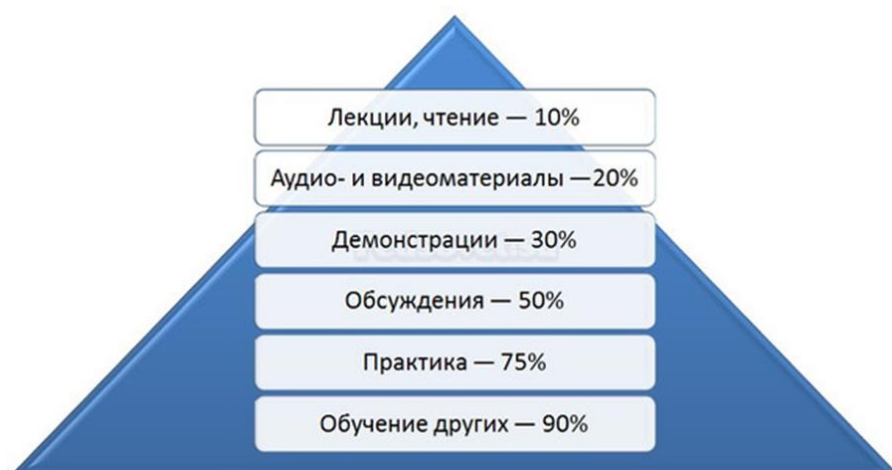 Лекции, чтение — 10%
Аудио- и видеоматериалы —20%
Демонстрации — 30%
Обсуждения — 50%
Практика — 75%
Обучение других — 90%